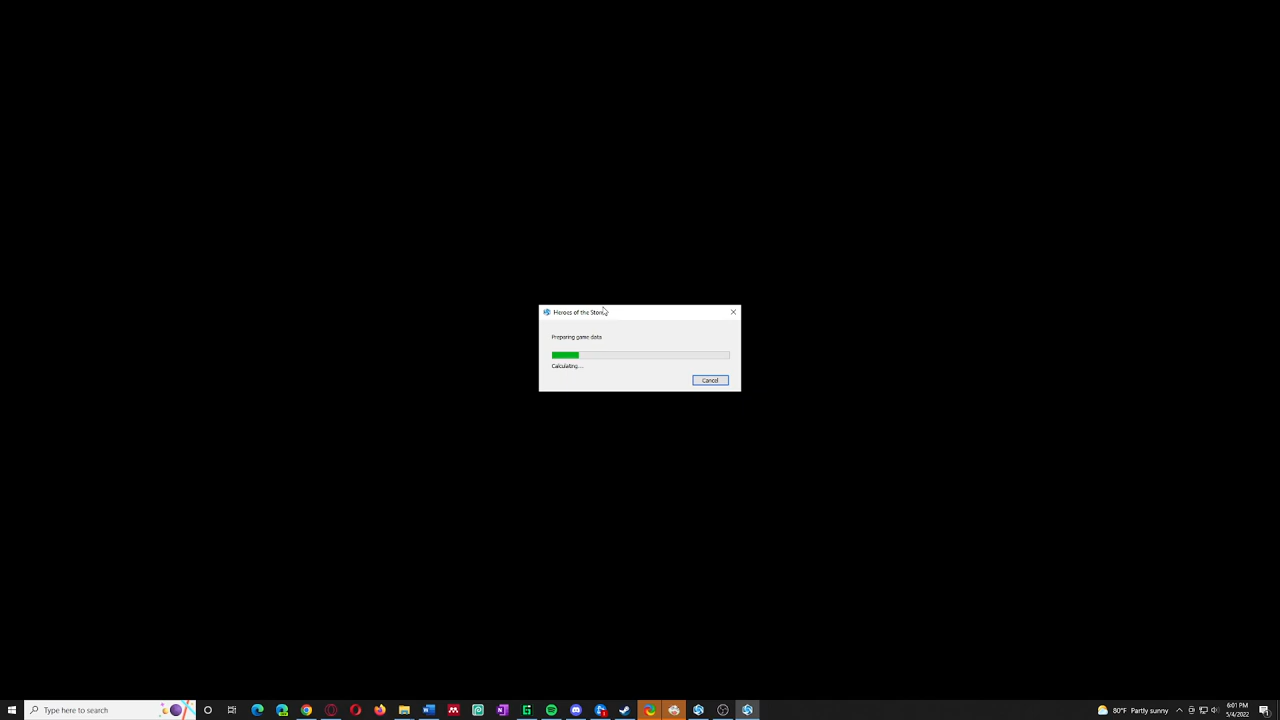 Heroes of the Storm
Preparing game data
Calculating...
Cancel
Type here to search
80°F Partly sunny
6:01 PM
5/4/2022